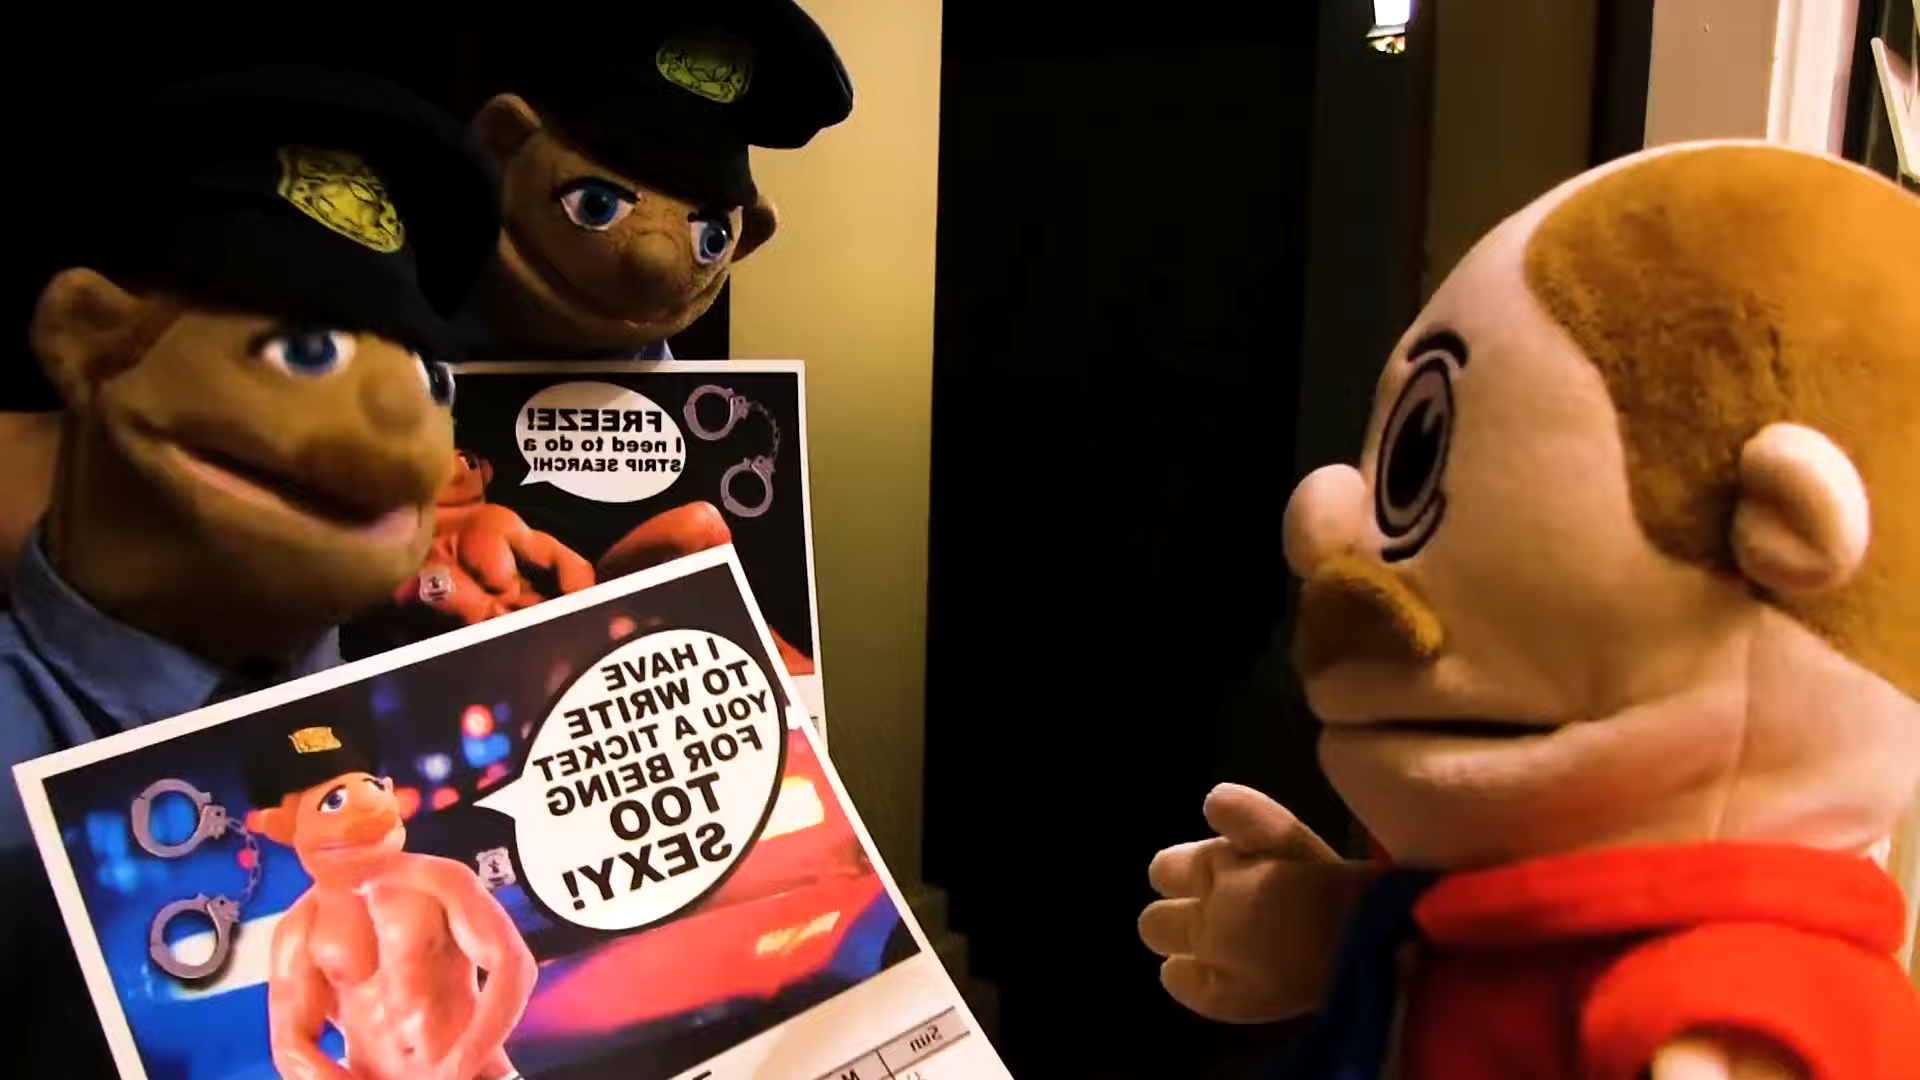 FREEZE!
I need to do a
STRIP SEARCH!
I HAVE
TO WRITE
YOU A TICKET
FOR BEING
TOO
SEXY!
Sun
M